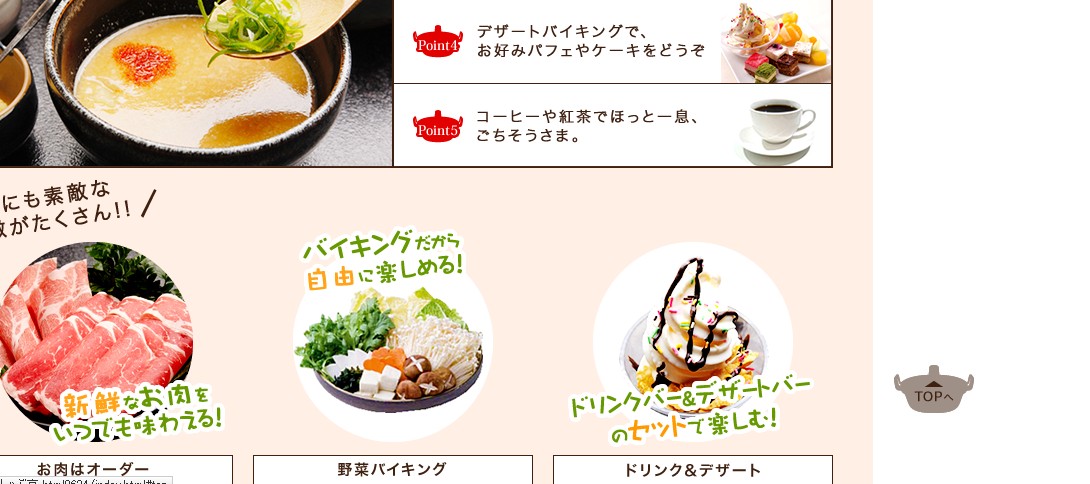 Point4
デザートバイキングで、
お好みパフェやケーキをどうぞ
Point5
コーヒーや紅茶でほっと一息、
ごちそうさま。
にも素敵な
がたくさん!!
新鮮なお肉を
いつでも味わえる!
バイキングだから
自由に楽しめる!
ドリンクバー&デザートバー
のセットで楽しむ!
TOPへ
お肉はオーダー
野菜バイキング
ドリンク&デザート